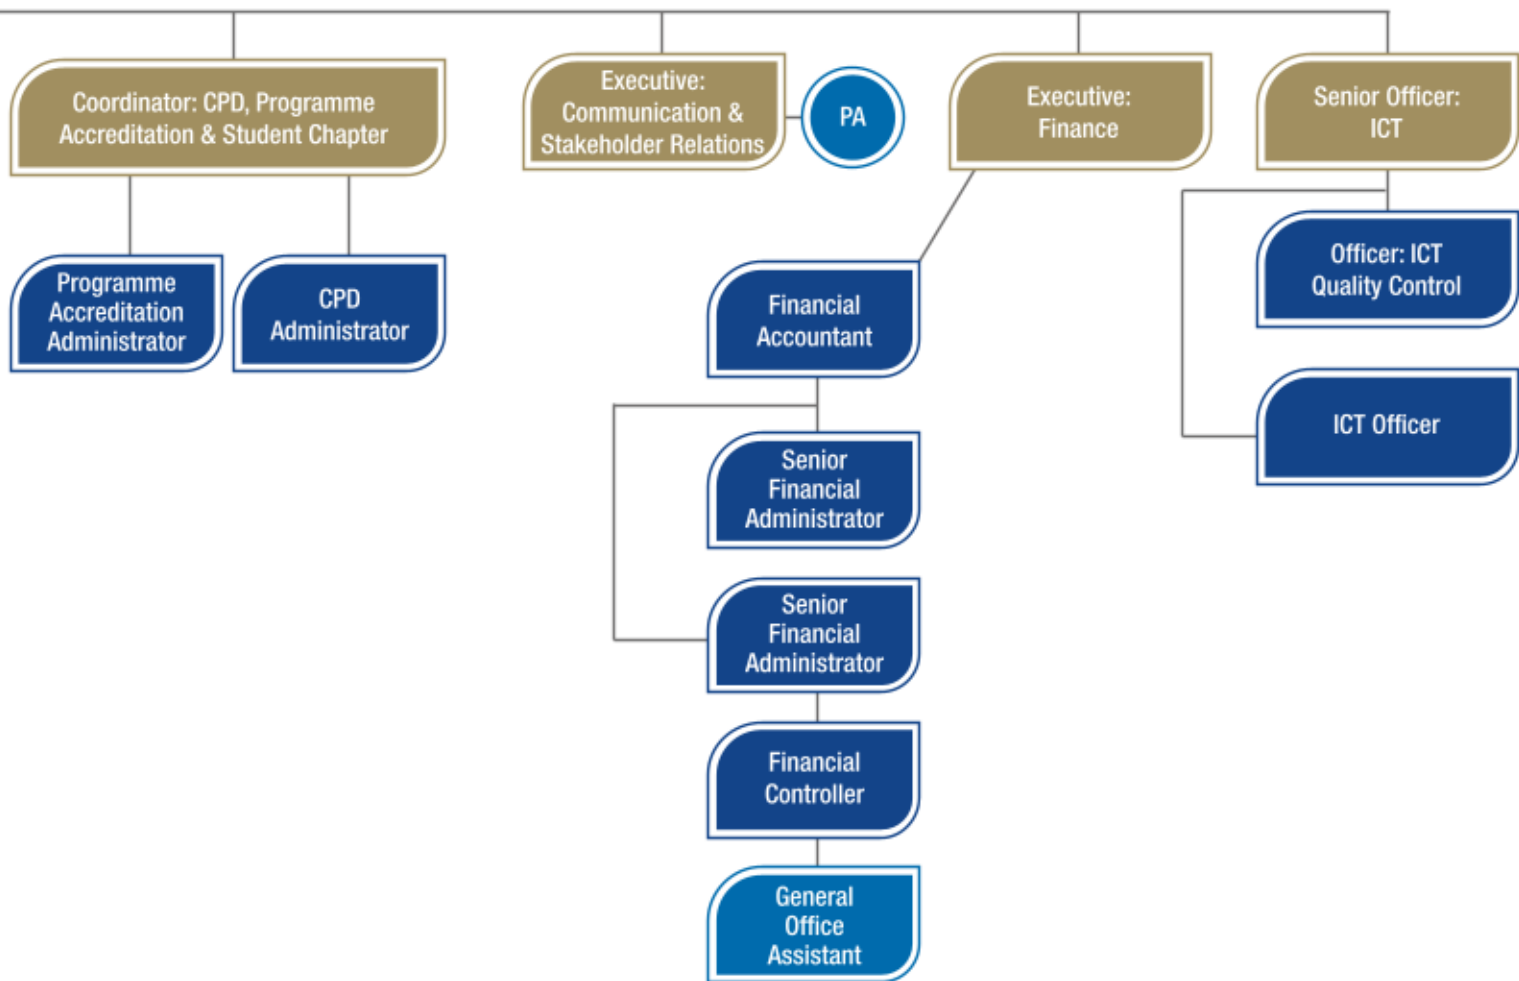 Coordinator: CPD, Programme
Accreditation & Student Chapter
Executive:
Communication &
Stakeholder Relations
PA
Executive:
Finance
Senior Officer:
ICT
Programme
Accreditation
Administrator
CPD
Administrator
Financial
Accountant
Officer: ICT
Quality Control
ICT Officer
Senior
Financial
Administrator
Senior
Financial
Administrator
Financial
Controller
General
Office
Assistant